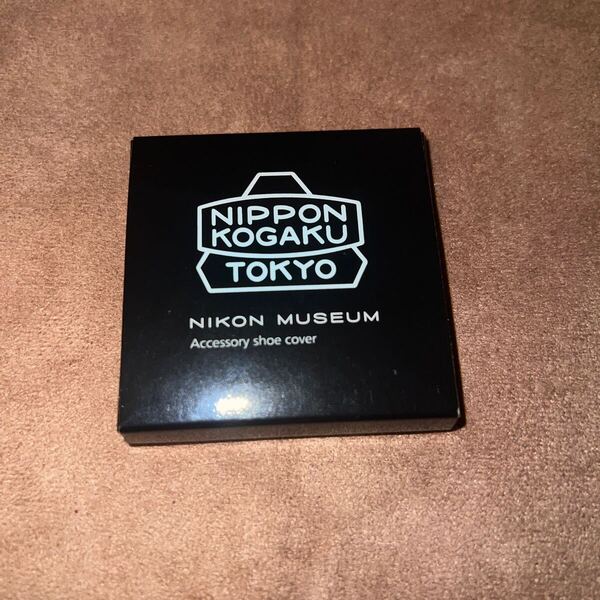 NIPPON
KOGAKU
TOKYO
NIKON MUSEUM
Accessory shoe cover